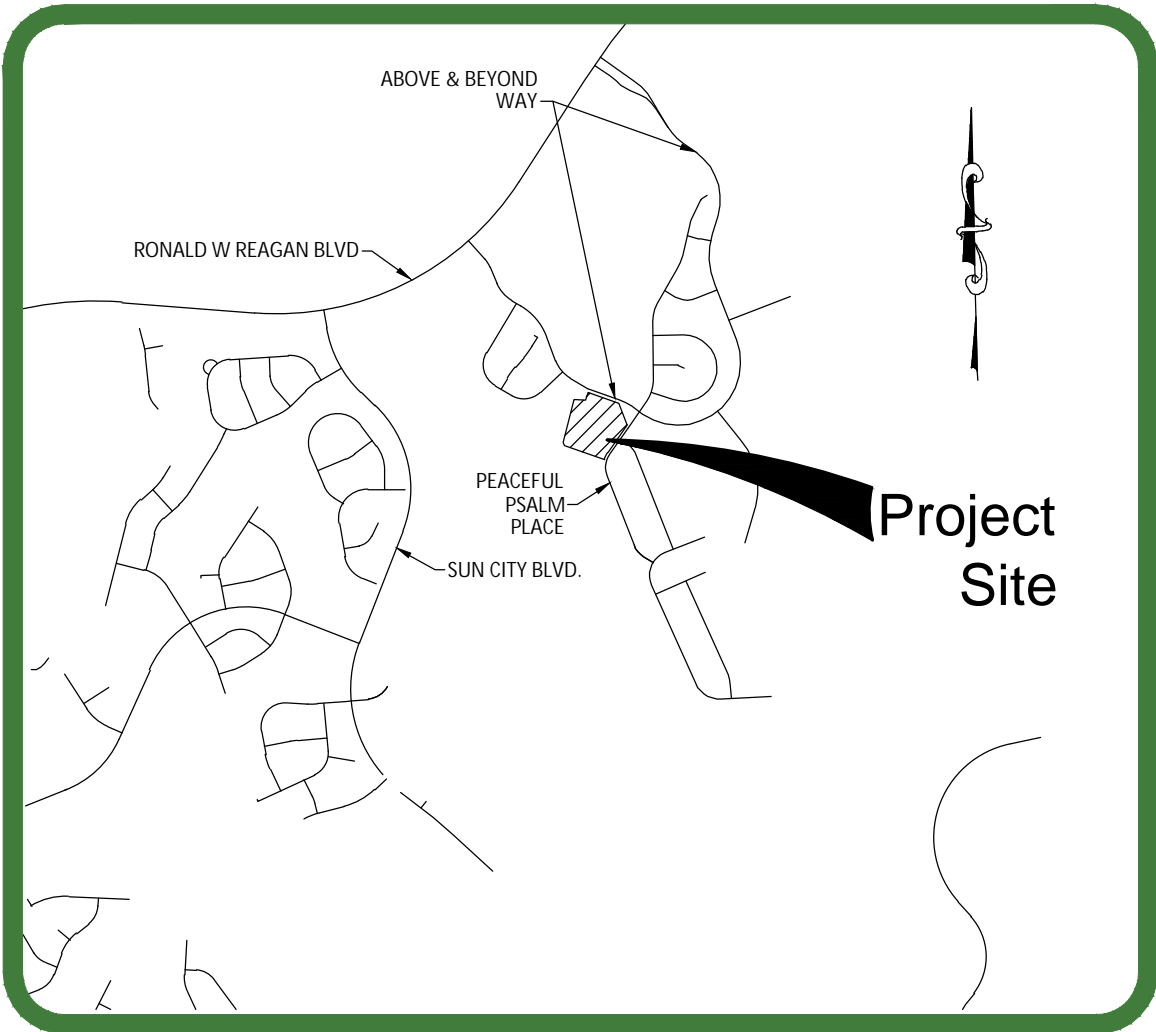 ABOVE & BEYOND
WAY
RONALD W REAGAN BLVD
PEACEFUL
PSALM
PLACE
SUN CITY BLVD.
Project
Site